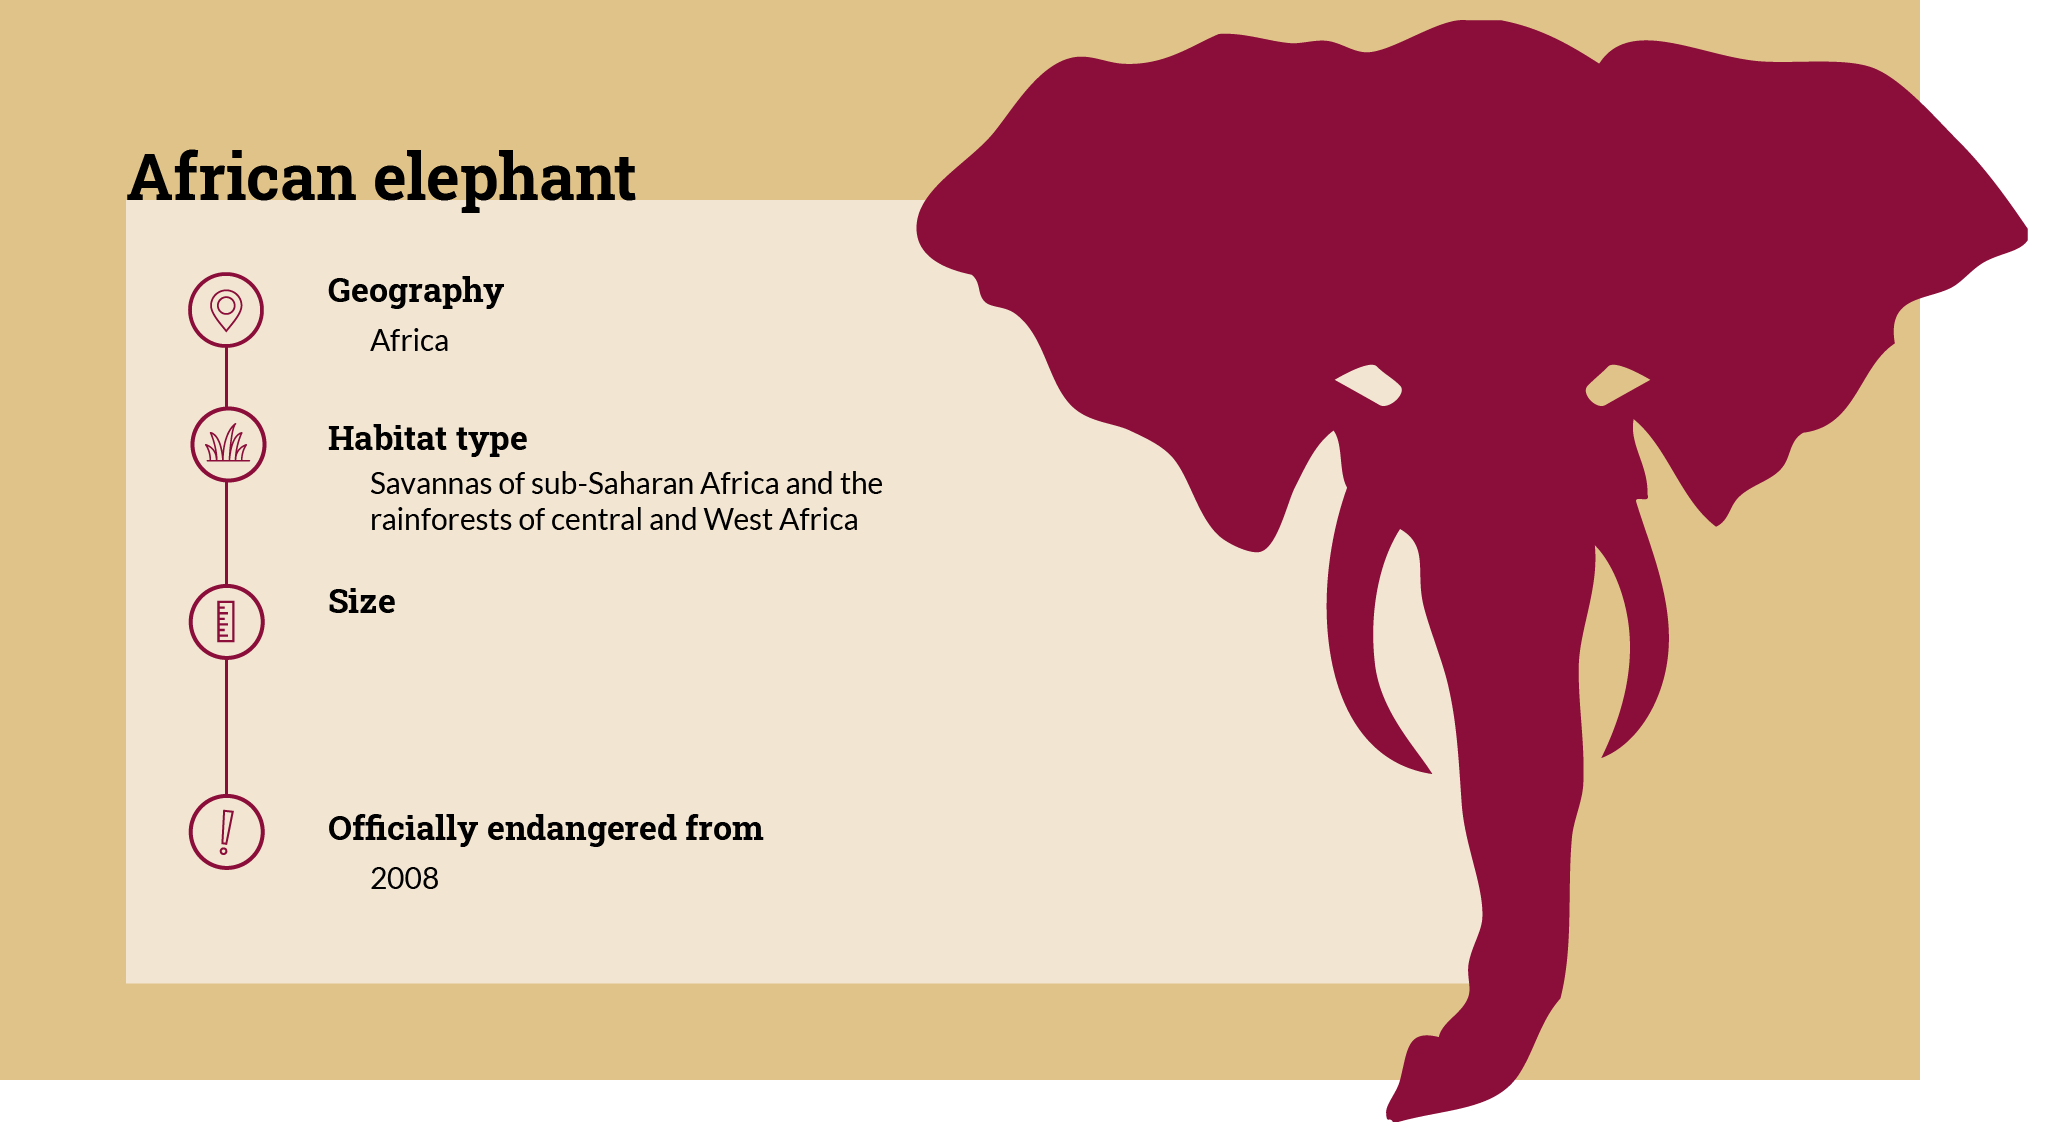 African elephant
Geography
Africa
Habitat type
Savannas of sub-Saharan Africa and the
rainforests of central and West Africa
Size
Officially endangered from
2008